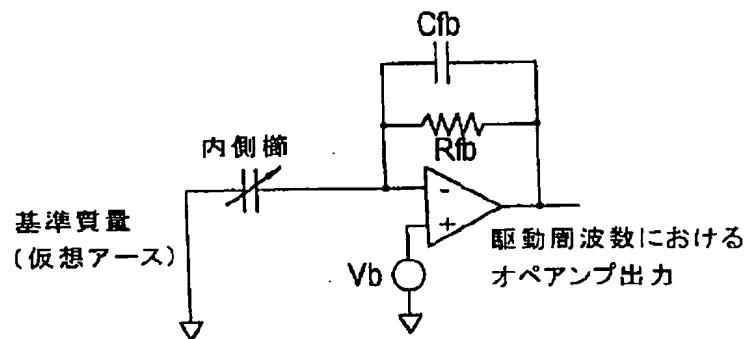 Cfb
Rfb
内側櫛
-
+
基準質量
(仮想アース)
Vb
駆動周波数における
オペアンプ出力